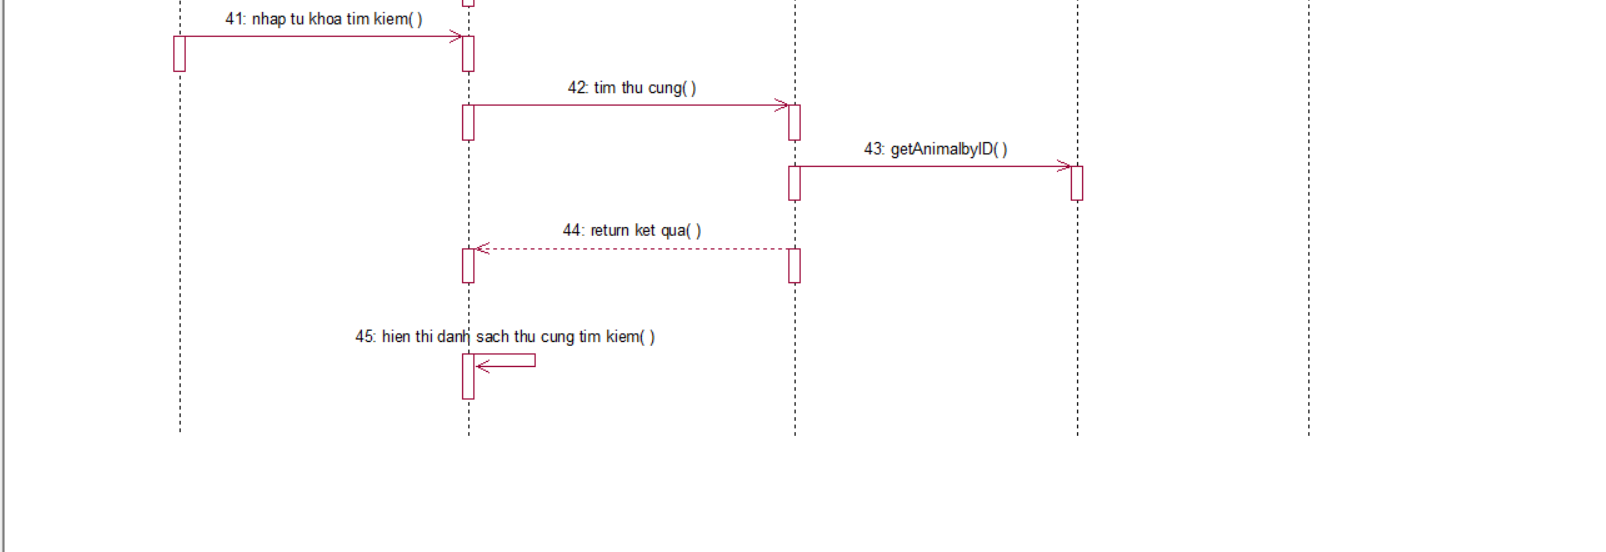 41: nhap tu khoa tim kiem( )
42: tim thu cung( )
43: getAnimalbyID( )
44: return ket qua( )
45: hien thi danh sach thu cung tim kiem( )